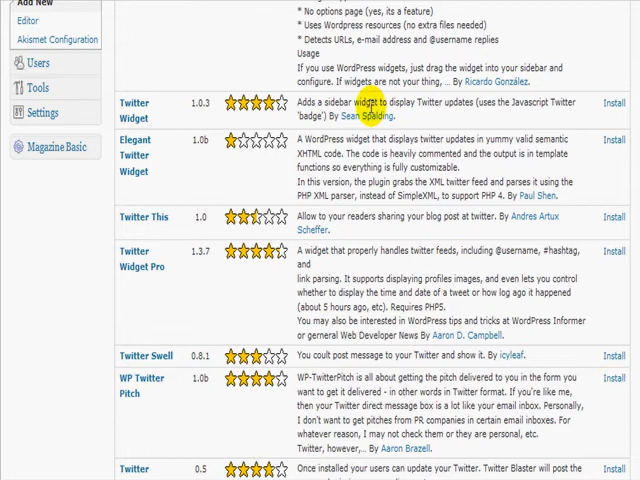 Add New
Editor
Akismet Configuration
Users
Tools
Settings
Magazine Basic
* No options page (yes, its a feature)
* Uses Wordpress resources (no extra files needed)
* Detects URLs, e-mail address and @username replies
Usage
If you use WordPress widgets, just drag the widget into your sidebar and
configure. If widgets are not your thing, ... By Ricardo González.
Twitter Widget 1.0.3 Adds a sidebar widget to display Twitter updates (uses the Javascript Twitter Install
'badge') By Sean Spalding.
Elegant Twitter Widget 1.0b A WordPress widget that displays twitter updates in yummy valid semantic Install
XHTML code. The code is heavily commented and the output is in template
functions so everything is fully customizable.
In this version, the plugin grabs the XML twitter feed and parses it using the
PHP XML parser, instead of SimpleXML, to support PHP 4. By Paul Shen.
Twitter This 1.0 Allow to your readers sharing your blog post at twitter. By Andres Artux Install
Scheffer.
Twitter Widget Pro 1.3.7 A widget that properly handles twitter feeds, including @username, #hashtag, Install
and
link parsing. It supports displaying profiles images, and even lets you control
whether to display the time and date of a tweet or how log ago it happened
(about 5 hours ago, etc). Requires PHP5.
You may also be interested in WordPress tips and tricks at WordPress Informer
or gerneral Web Developer News By Aaron D. Campbell.
Twitter Swell 0.8.1 You coult post message to your Twitter and show it. By icyleaf. Install
WP Twitter Pitch 1.0b WP-TwitterPitch is all about getting the pitch delivered to you in the form you Install
want to get it delivered - in other words in Twitter format. If you're like me,
then your Twitter direct message box is a lot like your email inbox. Personally,
I don't want to get pitches from PR companies in certain email inboxes. For
whatever reason, I may not check them or they are personal, etc.
Twitter, however,... By Aaron Brazell.
Twitter 0.5 Once installed your users can update your Twitter. Twitter Blaster will post the Install